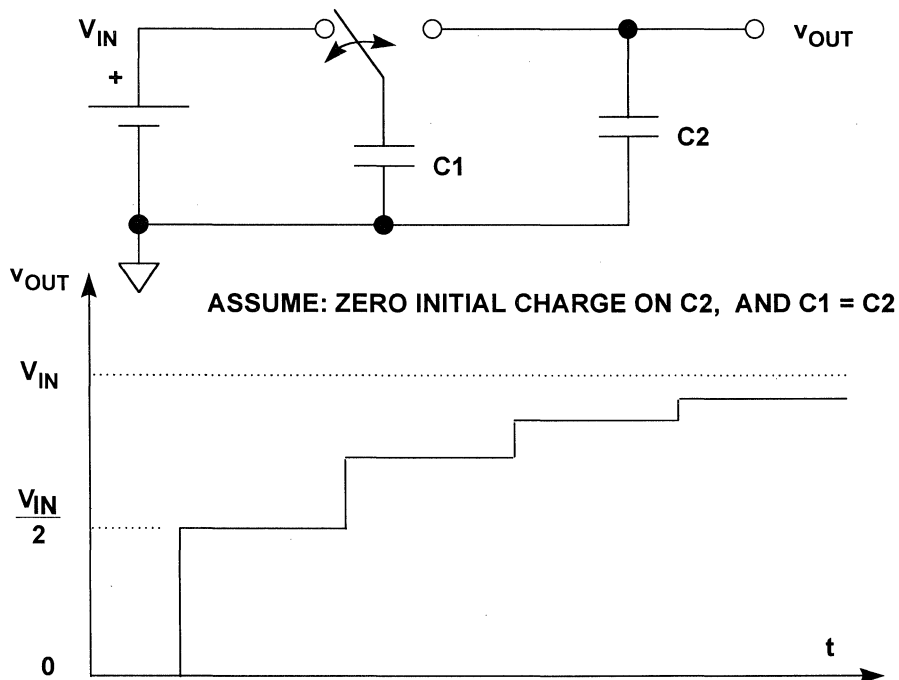 VIN
vOUT
+
C1
C2
vOUT
ASSUME: ZERO INITIAL CHARGE ON C2, AND C1 = C2
VIN
VIN
2
t
0